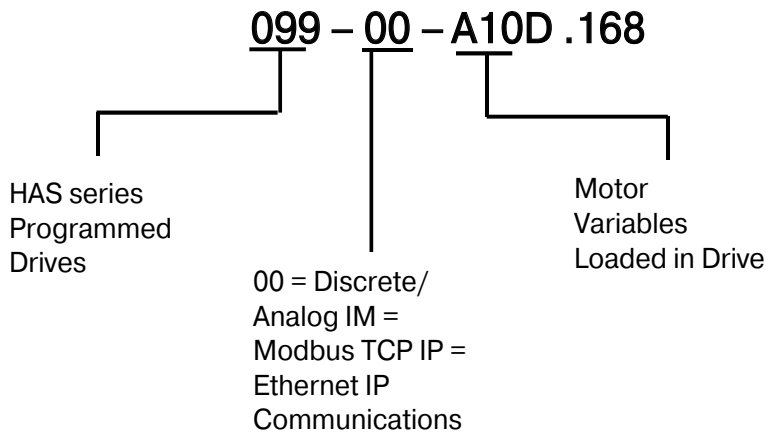 099 – 00 – A10D .168
HAS series
Programmed
Drives
00 = Discrete/
Analog IM =
Modbus TCP IP =
Ethernet IP
Communications
Motor
Variables
Loaded in Drive